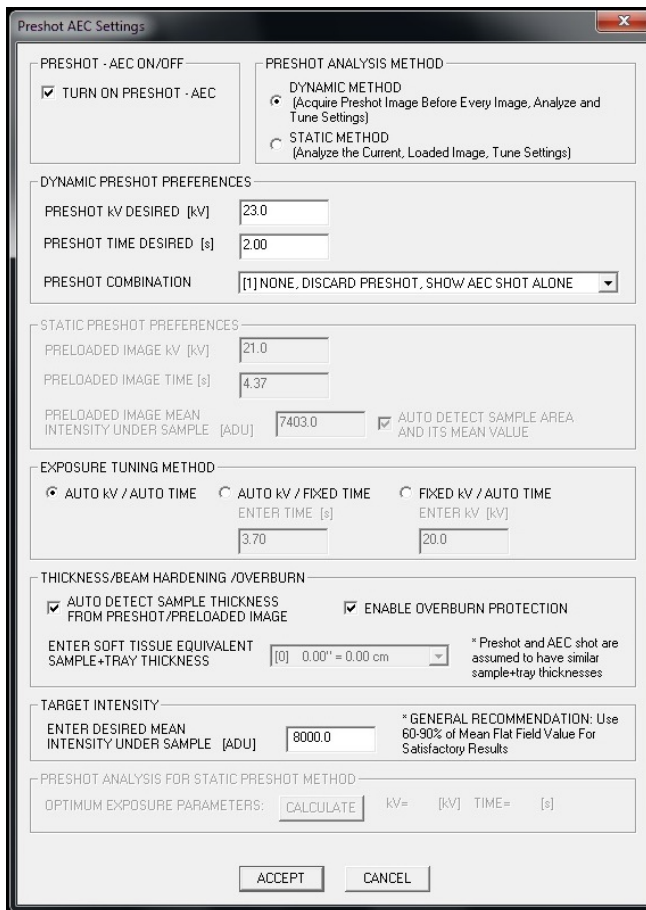 Preshot AEC Settings
x
PRESHOT - AEC ON/OFF
TURN ON PRESHOT - AEC
PRESHOT ANALYSIS METHOD
DYNAMIC METHOD
(Acquire Preshot Image Before Every Image, Analyze and
Tune Settings)
STATIC METHOD
(Analyze the Current, Loaded Image, Tune Settings)
DYNAMIC PRESHOT PREFERENCES
PRESHOT kV DESIRED [kV] 23.0
PRESHOT TIME DESIRED [s] 2.00
PRESHOT COMBINATION [1] NONE, DISCARD PRESHOT, SHOW AEC SHOT ALONE
STATIC PRESHOT PREFERENCES
PRELOADED IMAGE kV [kV] 21.0
PRELOADED IMAGE TIME [s] 4.37
PRELOADED IMAGE MEAN
INTENSITY UNDER SAMPLE [ADU] 7403.0
AUTO DETECT SAMPLE AREA
AND ITS MEAN VALUE
EXPOSURE TUNING METHOD
AUTO kV / AUTO TIME
AUTO kV / FIXED TIME
ENTER TIME [s]
3.70
FIXED kV / AUTO TIME
ENTER kV [kV]
20.0
THICKNESS/BEAM HARDENING /OVERBURN
AUTO DETECT SAMPLE THICKNESS
FROM PRESHOT/PRELOADED IMAGE
ENABLE OVERBURN PROTECTION
ENTER SOFT TISSUE EQUIVALENT
SAMPLE+TRAY THICKNESS
[0] 0.00'' = 0.00 cm
* Preshot and AEC shot are
assumed to have similar
sample+tray thicknesses
TARGET INTENSITY
ENTER DESIRED MEAN
INTENSITY UNDER SAMPLE [ADU] 8000.0
* GENERAL RECOMMENDATION: Use
60-90% of Mean Flat Field Value For
Satisfactory Results
PRESHOT ANALYSIS FOR STATIC PRESHOT METHOD
OPTIMUM EXPOSURE PARAMETERS: CALCULATE kV= [kV] TIME= [s]
ACCEPT CANCEL